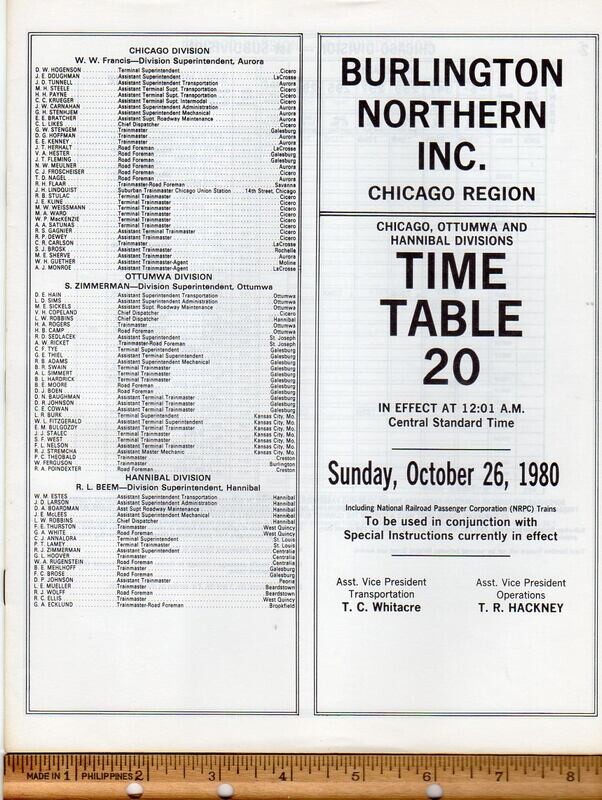 CHICAGO DIVISION
W. W. Francis—Division Superintendent, Aurora
D. W. HOGENSON Terminal Superintendent Cicero
J. E. DOUGHMAN Assistant Superintendent LaCrosse
J. D. TUNNELL Assistant Superintendent Transportation Aurora
M. H. STEELE Assistant Terminal Supt. Transportation Cicero
H. H. PAYNE Assistant Terminal Supt. Transportation Cicero
C. C. KRUEGER Assistant Terminal Supt. Intermodal Cicero
J. W. CARNAHAN Assistant Superintendent Administration Aurora
G. H. STENHJEM Assistant Superintendent Mechanical Aurora
E. E. BRATCHER Assistant Supt. Roadway Maintenance Aurora
C. L. LIKES Chief Dispatcher Cicero
G. W. STENGEM Trainmaster Galesburg
D. G. HOFFMAN Trainmaster Aurora
E. E. KENNEY Trainmaster Aurora
J. T. HERHALT Road Foreman LaCrosse
V. A. HESTER Road Foreman Galesburg
J. T. FLEMING Road Foreman Galesburg
N. W. MEULNER Road Foreman Aurora
C. J. FROSCHEISER Road Foreman Cicero
T. D. NAGEL Road Foreman Aurora
R. H. FLAAR Trainmaster-Road Foreman Savanna
J. H. LINDQUIST Suburban Trainmaster Chicago Union Station 14th Street, Chicago
R. B. STULAC Terminal Trainmaster Cicero
J. E. KLINE Terminal Trainmaster Cicero
M. W. WEISSMANN Terminal Trainmaster Cicero
M. A. WARD Terminal Trainmaster Cicero
W. P. MacKENZIE Terminal Trainmaster Cicero
A. A. SATUNAS Terminal Trainmaster Cicero
R. S. GAGNIER Assistant Terminal Trainmaster Cicero
R. P. DEWEY Assistant Trainmaster Cicero
C. R. CARLSON Assistant Trainmaster LaCrosse
S. J. BROSK Assistant Trainmaster Rochelle
M. E. SHERVE Assistant Trainmaster Aurora
W. H. GUETHER Assistant Trainmaster-Agent Moline
A. J. MONROE Assistant Trainmaster-Agent LaCrosse
OTTUMWA DIVISION
S. ZIMMERMAN—Division Superintendent, Ottumwa
D. E. HAIN Assistant Superintendent Transportation Ottumwa
L. D. SIMS Assistant Superintendent Administration Ottumwa
M. E. SICKELS Assistant Supt. Roadway Maintenance Ottumwa
V. H. COPELAND Chief Dispatcher Cicero
L. W. ROBBINS Chief Dispatcher Hannibal
H. A. ROGERS Trainmaster Ottumwa
H. B. CAMP Road Foreman Ottumwa
R. D. SEDLACEK Assistant Superintendent St. Joseph
A. W. RICKET Trainmaster-Road Foreman St. Joseph
C. F. TYE Terminal Superintendent Galesburg
G. E. THIEL Assistant Terminal Superintendent Galesburg
R. B. ADAMS Assistant Superintendent Mechanical Galesburg
B. R. SWAIN Terminal Trainmaster Galesburg
A. L. SIMMERT Terminal Trainmaster Galesburg
B. L. HARDRICK Terminal Trainmaster Galesburg
B. E. MOORE Road Foreman Galesburg
D. J. BOEN Road Foreman Galesburg
D. N. BAUGHMAN Assistant Terminal Trainmaster Galesburg
D. R. JOHNSON Assistant Terminal Trainmaster Galesburg
C. E. COWAN Assistant Terminal Trainmaster Galesburg
L. R. BURK Terminal Superintendent Kansas City, Mo.
W. L. FITZGERALD Assistant Terminal Superintendent Kansas City, Mo.
E. M. BULGOZDY Terminal Trainmaster Kansas City, Mo.
J. J. STALEC Terminal Trainmaster Kansas City, Mo.
S. F. WEST Terminal Trainmaster Kansas City, Mo.
F. L. NELSON Assistant Terminal Trainmaster Kansas City, Mo.
R. J. STREMCHA Assistant Master Mechanic Kansas City, Mo.
P. C. THEOBALD Trainmaster Creston
W. FERGUSON Trainmaster Burlington
R. A. POINDEXTER Road Foreman Creston
HANNIBAL DIVISION
R. L. BEEM—Division Superintendent, Hannibal
W. M. ESTES Assistant Superintendent Transportation Hannibal
J. D. LARSON Assistant Superintendent Administration Hannibal
D. A. BOARDMAN Asst Supt Roadway Maintenance Hannibal
J. E. McLEES Assistant Superintendent Mechanical Hannibal
L. W. ROBBINS Chief Dispatcher Hannibal
F. E. THURSTON Trainmaster West Quincy
G. A. WHITE Road Foreman West Quincy
C. J. ANNALORA Terminal Superintendent St. Louis
P. T. LAMEY Terminal Trainmaster St. Louis
R. J. ZIMMERMAN Assistant Superintendent Centralia
G. L. HOOVER Trainmaster Centralia
W. A. RUGENSTEIN Road Foreman Centralia
B. E. MEHLHOFF Trainmaster Galesburg
F. C. BROSE Road Foreman Galesburg
D. P. JOHNSON Assistant Trainmaster Peoria
L. E. MUELLER Trainmaster Beardstown
R. J. WOLFF Road Foreman Beardstown
R. C. ELLIS Trainmaster West Quincy
G. A. ECKLUND Trainmaster-Road Foreman Brookfield
BURLINGTON
NORTHERN
INC.
CHICAGO REGION
CHICAGO, OTTUMWA AND
HANNIBAL DIVISIONS
TIME
TABLE
20
IN EFFECT AT 12:01 A.M.
Central Standard Time
Sunday, October 26, 1980
Including National Railroad Passenger Corporation (NRPC) Trains
To be used in conjunction with
Special Instructions currently in effect
Asst. Vice President
Transportation
T. C. Whitacre
Asst. Vice President
Operations
T. R. HACKNEY
MADE IN 1 PHILIPPINES 2 3 4 5 6 7 8